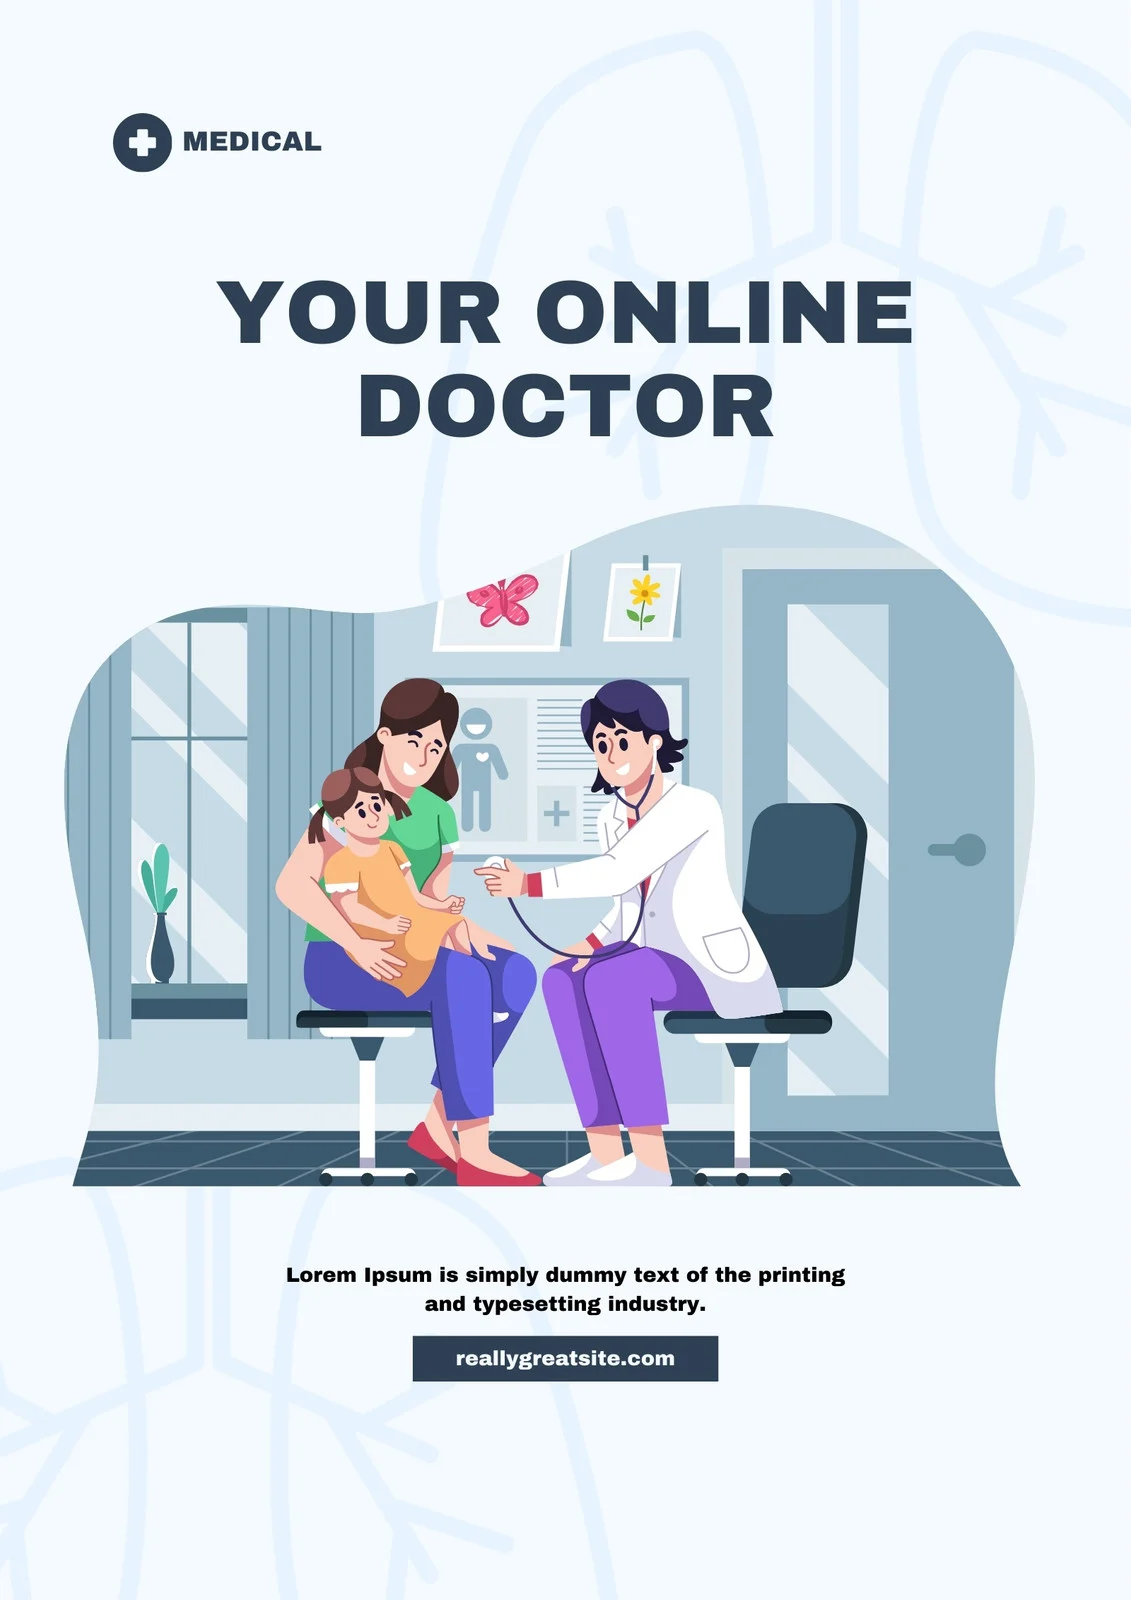 MEDICAL
YOUR ONLINE
DOCTOR
Lorem Ipsum is simply dummy text of the printing
and typesetting industry.
reallygreatsite.com